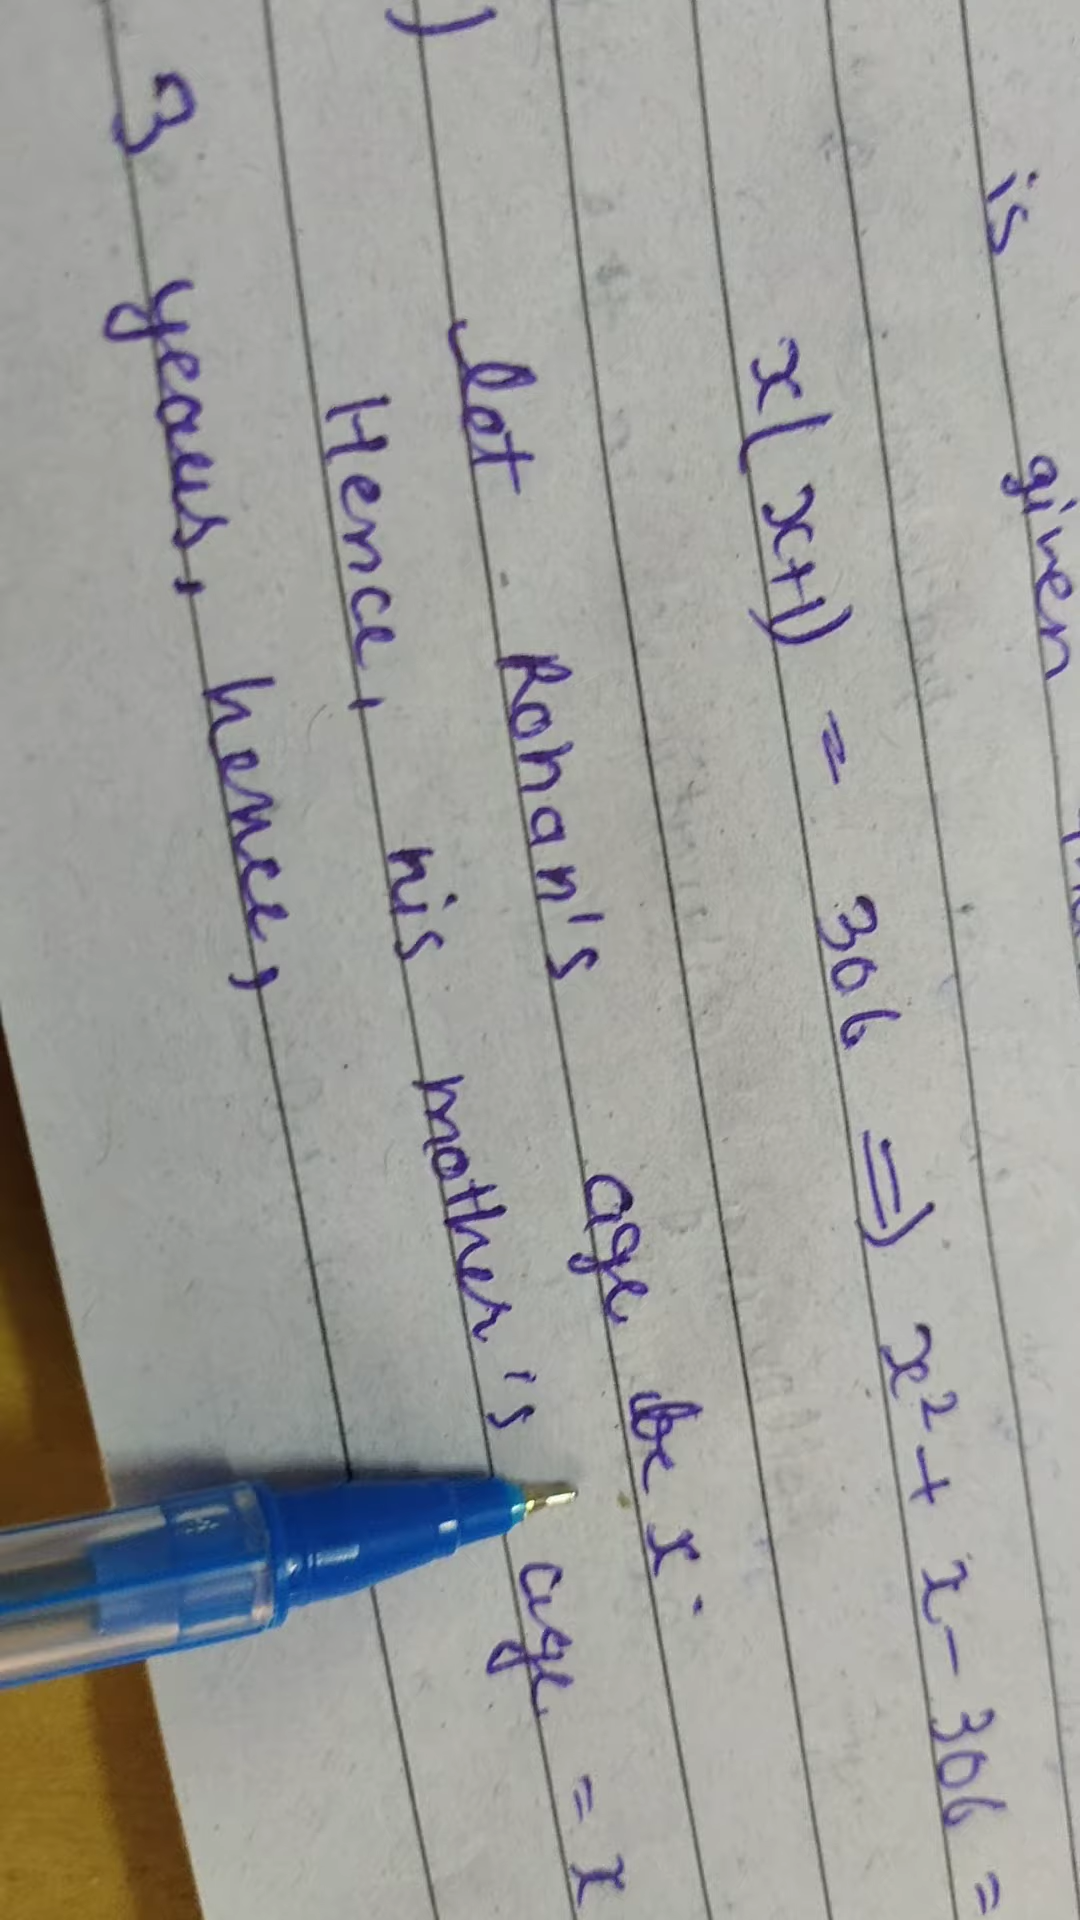 is given
x(x+1) = 306 ⇒ x² + x - 306 =
) let Rohan's age be x.
Hence, his mother's age = x
3 years, hence,